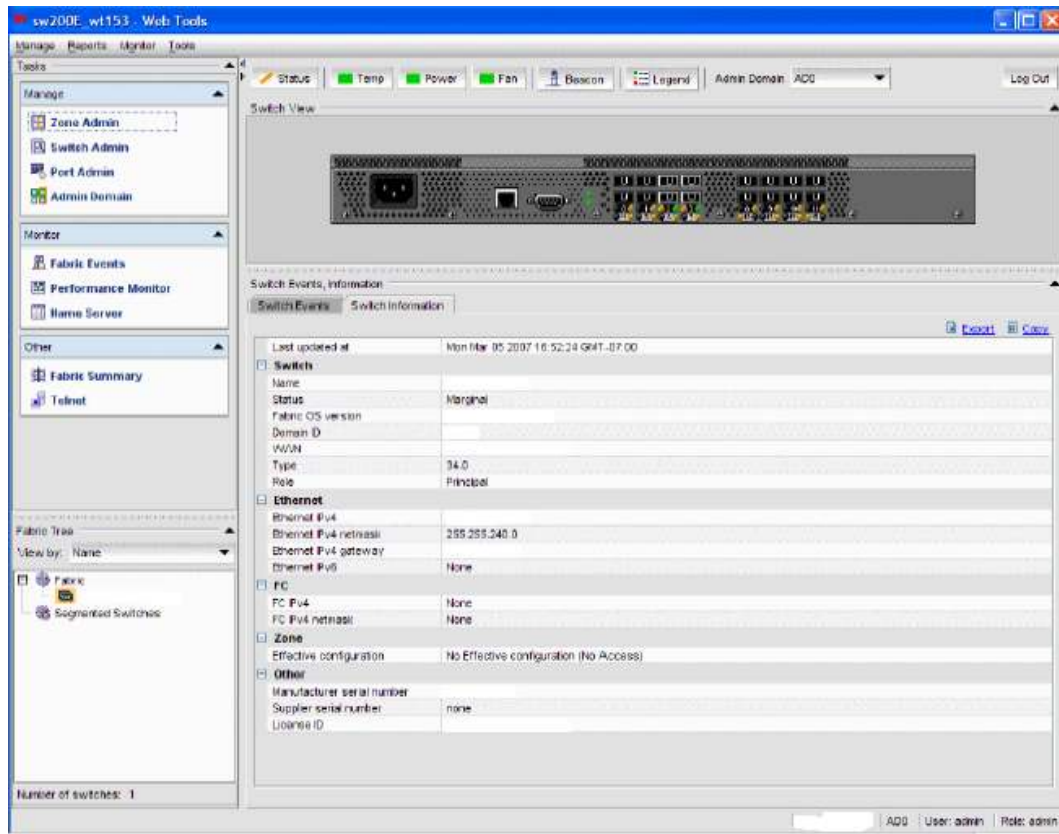 sw200E_wt153 - Web Tools
Manage Reports Monitor Tools
Tasks
Manage
Zone Admin
Switch Admin
Port Admin
Admin Domain
Monitor
Fabric Events
Performance Monitor
Name Server
Other
Fabric Summary
Telnet
Fabric Tree
View by: Name
Fabric
Segmented Switches
Number of switches: 1
Status Temp Power Fan Beacon Legend Admin Domain AD0 Log Out
Switch View
Switch Events, Information
Switch Events Switch Information
Export Copy
Last updated at Mon Mar 05 2007 16:52:24 GMT-07:00
Switch
Name
Status Marginal
Fabric OS version
Domain ID
WWN
Type 34.0
Role Principal
Ethernet
Ethernet IPv4
Ethernet IPv4 netmask 255.255.240.0
Ethernet IPv4 gateway
Ethernet IPv6 None
FC
FC IPv4 None
FC IPv4 netmask None
Zone
Effective configuration No Effective configuration (No Access)
Other
Manufacturer serial number
Supplier serial number none
License ID
AD0 User: admin Role: admin